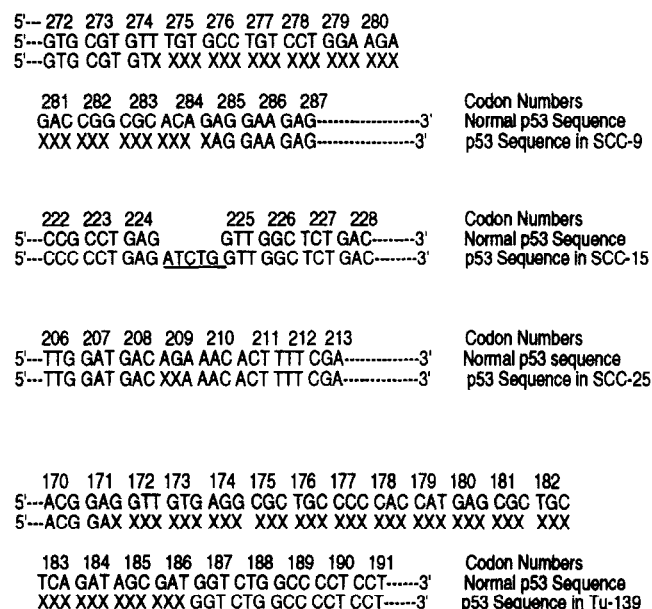 5'--- 272 273 274 275 276 277 278 279 280
5'---GTG CGT GTT TGT GCC TGT CCT GGA AGA
5'---GTG CGT GTX XXX XXX XXX XXX XXX XXX
281 282 283 284 285 286 287 Codon Numbers
GAC CGG CGC ACA GAG GAA GAG------------------3' Normal p53 Sequence
XXX XXX XXX XXX XAG GAA GAG------------------3' p53 Sequence in SCC-9
222 223 224 225 226 227 228 Codon Numbers
5'---CCG CCT GAG GTT GGC TCT GAC--------3' Normal p53 Sequence
5'---CCC CCT GAG ATCTG GTT GGC TCT GAC--------3' p53 Sequence in SCC-15
206 207 208 209 210 211 212 213 Codon Numbers
5'---TTG GAT GAC AGA AAC ACT TTT CGA--------------3' Normal p53 sequence
5'---TTG GAT GAC XXA AAC ACT TTT CGA--------------3' p53 Sequence in SCC-25
170 171 172 173 174 175 176 177 178 179 180 181 182
5'---ACG GAG GTT GTG AGG CGC TGC CCC CAC CAT GAG CGC TGC
5'---ACG GAX XXX XXX XXX XXX XXX XXX XXX XXX XXX XXX XXX
183 184 185 186 187 188 189 190 191 Codon Numbers
TCA GAT AGC GAT GGT CTG GCC CCT CCT------3' Normal p53 Sequence
XXX XXX XXX XXX GGT CTG GCC CCT CCT------3' p53 Sequence in Tu-139